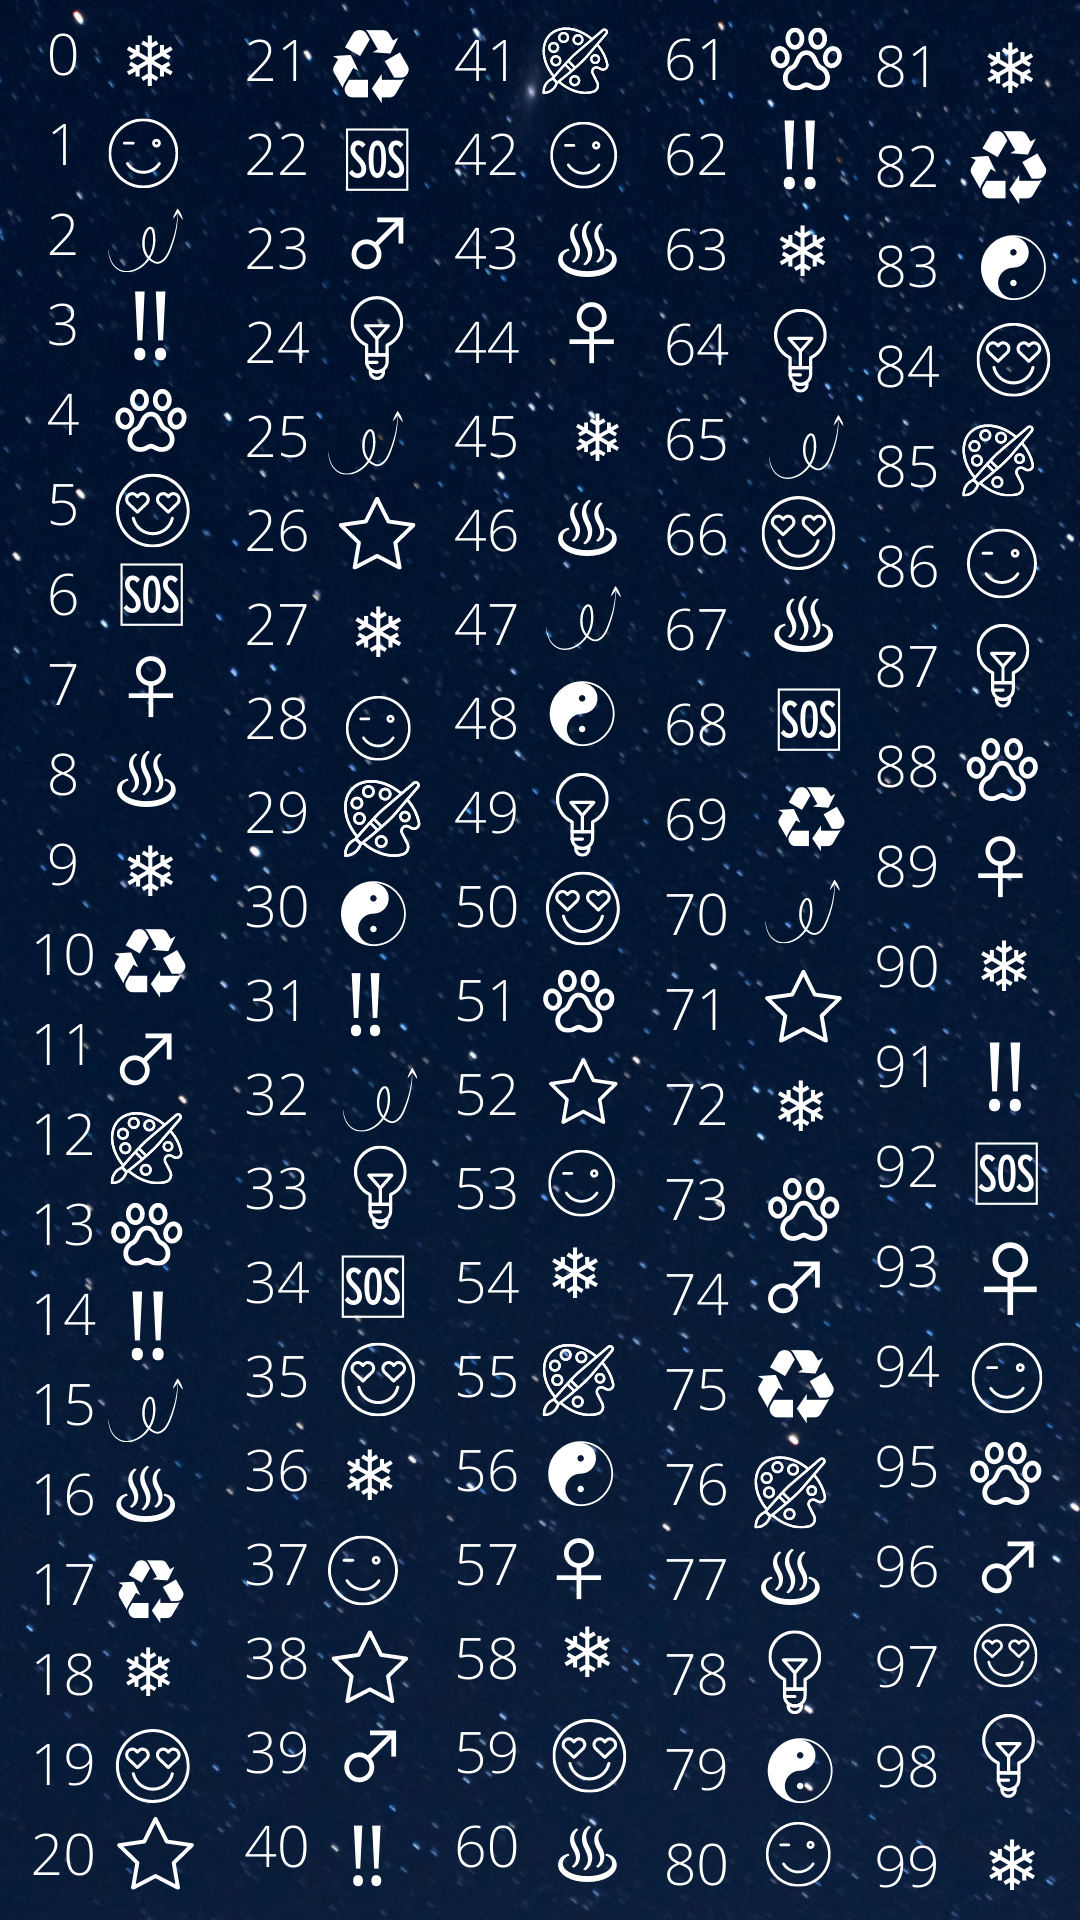 0 ❄ 21 ♻ 41 🎨 61 🐾 81 ❄
1 😉 22 🆘 42 😉 62 ‼ 82 ♻
2 23 ♂ 43 ♨ 63 ❄ 83 ☯
3 ‼ 24 💡 44 ♀ 64 💡 84 😍
4 🐾 25 45 ❄ 65 85 🎨
5 😍 26 ☆ 46 ♨ 66 😍 86 😉
6 🆘 27 ❄ 47 67 ♨ 87 💡
7 ♀ 28 😉 48 ☯ 68 🆘 88 🐾
8 ♨ 29 🎨 49 💡 69 ♻ 89 ♀
9 ❄ 30 ☯ 50 😍 70 90 ❄
10 ♻ 31 ‼ 51 🐾 71 ☆ 91 ‼
11 ♂ 32 52 ☆ 72 ❄ 92 🆘
12 🎨 33 💡 53 😉 73 🐾 93 ♀
13 🐾 34 🆘 54 ❄ 74 ♂ 94 😉
14 ‼ 35 😍 55 🎨 75 ♻ 95 🐾
15 36 ❄ 56 ☯ 76 🎨 96 ♂
16 ♨ 37 😉 57 ♀ 77 ♨ 97 😍
17 ♻ 38 ☆ 58 ❄ 78 💡 98 💡
18 ❄ 39 ♂ 59 😍 79 ☯ 99 ❄
19 😍 40 ‼ 60 ♨ 80 😉
20 ☆